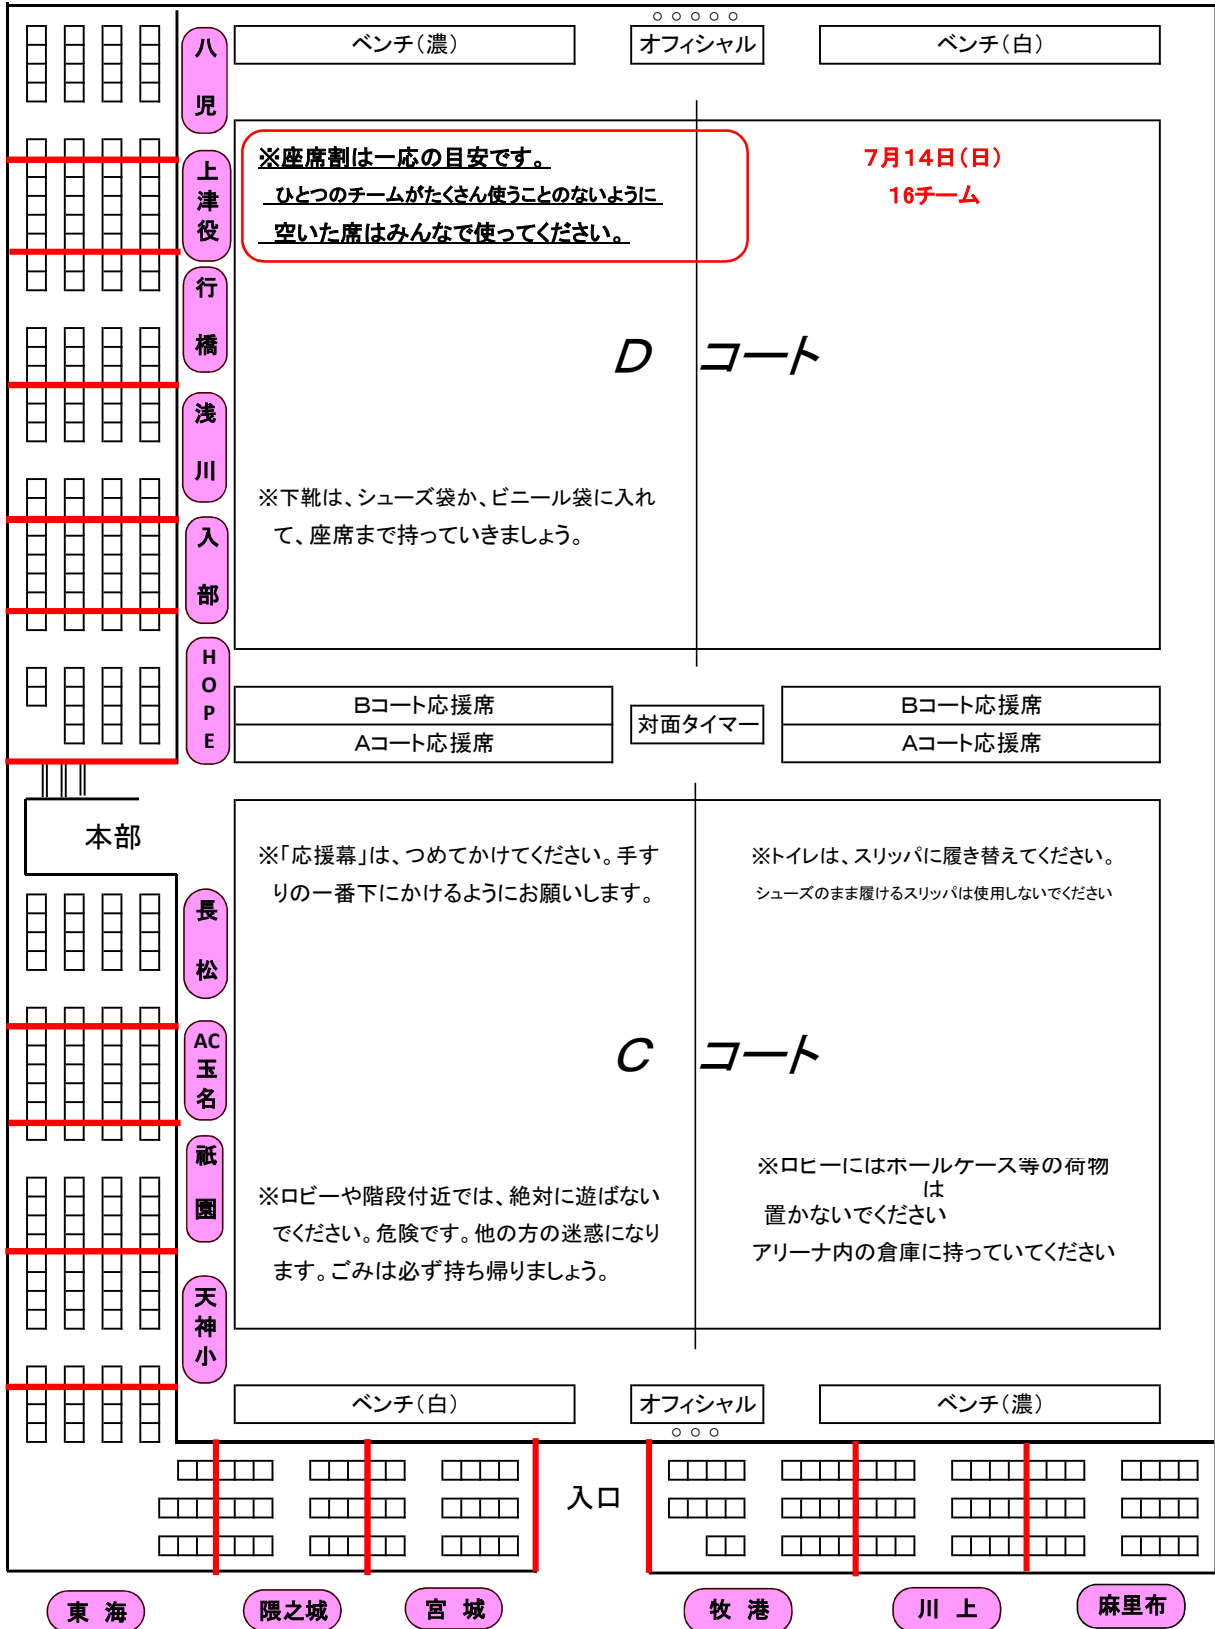 ○ ○ ○ ○ ○
ベンチ（濃）
オフィシャル
ベンチ（白）
八児
上津役
行橋
浅川
入部
HOPE
※座席割は一応の目安です。
ひとつのチームがたくさん使うことのないように
空いた席はみんなで使ってください。
7月14日（日）
16チーム
D コート
※下靴は、シューズ袋か、ビニール袋に入れ
て、座席まで持っていきましょう。
Bコート応援席
Aコート応援席
対面タイマー
Bコート応援席
Aコート応援席
本部
長松
AC玉名
祇園
天神小
※「応援幕」は、つめてかけてください。手す
りの一番下にかけるようにお願いします。
※トイレは、スリッパに履き替えてください。
シューズのまま履けるスリッパは使用しないでください
C コート
※ロビーや階段付近では、絶対に遊ばない
でください。危険です。他の方の迷惑になり
ます。ごみは必ず持ち帰りましょう。
※ロビーにはボールケース等の荷物
は
置かないでください
アリーナ内の倉庫に持っていてください
ベンチ（白）
オフィシャル
ベンチ（濃）
○ ○ ○
入口
東 海
隈之城
宮 城
牧 港
川 上
麻里布